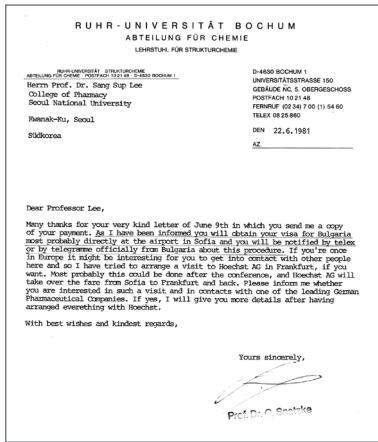 RUHR-UNIVERSITÄT BOCHUM
ABTEILUNG FÜR CHEMIE
LEHRSTUHL FÜR STRUKTURCHEMIE
RUHR-UNIVERSITÄT STRUKTURCHEMIE
ABTEILUNG FÜR CHEMIE POSTFACH 10 21 48 D-4630 BOCHUM 1
Herrn Prof. Dr. Sang Sup Lee
College of Pharmacy
Seoul National University
Kwanak-Ku, Seoul
Südkorea
D-4630 BOCHUM 1
UNIVERSITÄTSSTRASSE 150
GEBÄUDE NC, 5. OBERGESCHOSS
POSTFACH 10 21 48
FERNRUF (02 34) 7 00 (1) 54 60
TELEX 08 25 860
DEN 22.6.1981
AZ.
Dear Professor Lee,
Many thanks for your very kind letter of June 9th in which you send me a copy
of your payment. As I have been informed you will obtain your visa for Bulgaria
most probably directly at the airport in Sofia and you will be notified by telex
or by telegramme officially from Bulgaria about this procedure. If you're once
in Europe it might be interesting for you to get into contact with other people
here and so I have tried to arrange a visit to Hoechst AG in Frankfurt, if you
want. Most probably this could be done after the conference, and Hoechst AG will
take over the fare from Sofia to Frankfurt and back. Please inform me whether
you are interested in such a visit and in contacts with one of the leading German
Pharmaceutical Companies. If yes, I will give you more details after having
arranged everething with Hoechst.
With best wishes and kindest regards,
Yours sincerely,
Prof. Dr. G. Snatzke